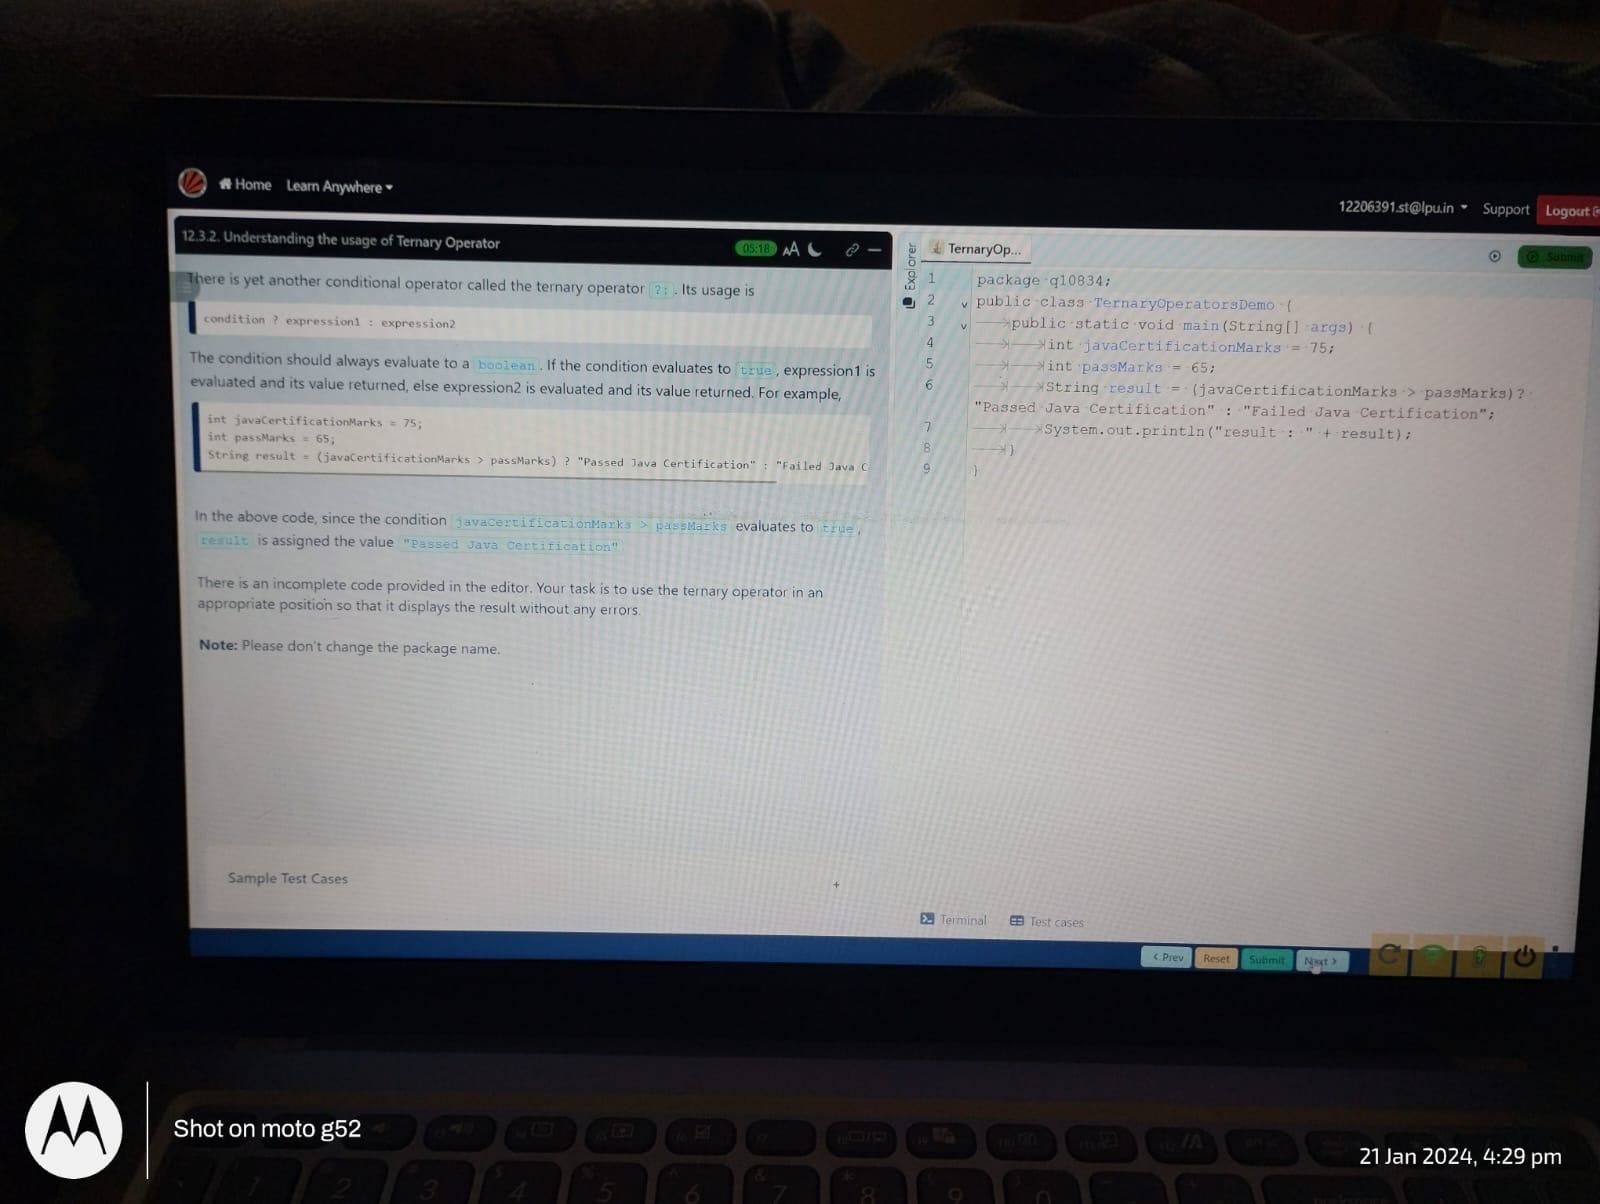 Home Learn Anywhere
12206391.st@lpu.in Support Logout
12.3.2. Understanding the usage of Ternary Operator
05:18 AA
There is yet another conditional operator called the ternary operator ?: . Its usage is
condition ? expression1 : expression2
The condition should always evaluate to a boolean . If the condition evaluates to true , expression1 is
evaluated and its value returned, else expression2 is evaluated and its value returned. For example,
int javaCertificationMarks = 75;
int passMarks = 65;
String result = (javaCertificationMarks > passMarks) ? "Passed Java Certification" : "Failed Java C
In the above code, since the condition javaCertificationMarks > passMarks evaluates to true ,
result is assigned the value "Passed Java Certification"
There is an incomplete code provided in the editor. Your task is to use the ternary operator in an
appropriate position so that it displays the result without any errors.
Note: Please don't change the package name.
Sample Test Cases
+
Explorer
TernaryOp...
Submit
1 package q10834;
2 public class TernaryOperatorsDemo {
3 public static void main(String[] args) {
4 int javaCertificationMarks = 75;
5 int passMarks = 65;
6 String result = (javaCertificationMarks > passMarks)?
"Passed Java Certification" : "Failed Java Certification";
7 System.out.println("result : " + result);
8 }
9 }
Terminal Test cases
< Prev Reset Submit Next >
1 2 3 4 5 6 7 8 9 0
Shot on moto g52
21 Jan 2024, 4:29 pm